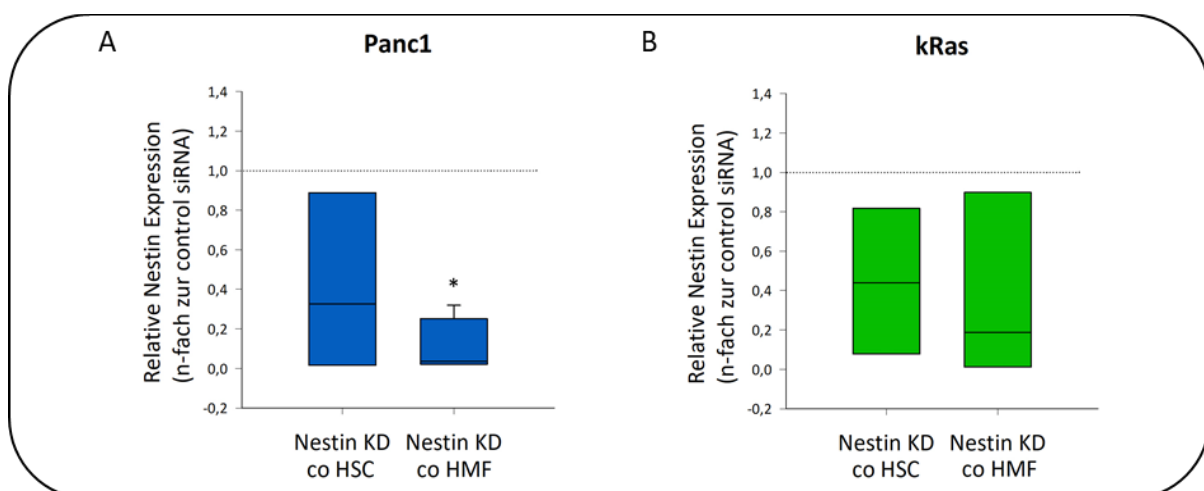 A
Panc1
Relative Nestin Expression
(n-fach zur control siRNA)
1,4
1,2
1,0
0,8
0,6
0,4
0,2
0,0
-0,2
*
Nestin KD
co HSC
Nestin KD
co HMF
B
kRas
Relative Nestin Expression
(n-fach zur control siRNA)
1,4
1,2
1,0
0,8
0,6
0,4
0,2
0,0
-0,2
Nestin KD
co HSC
Nestin KD
co HMF